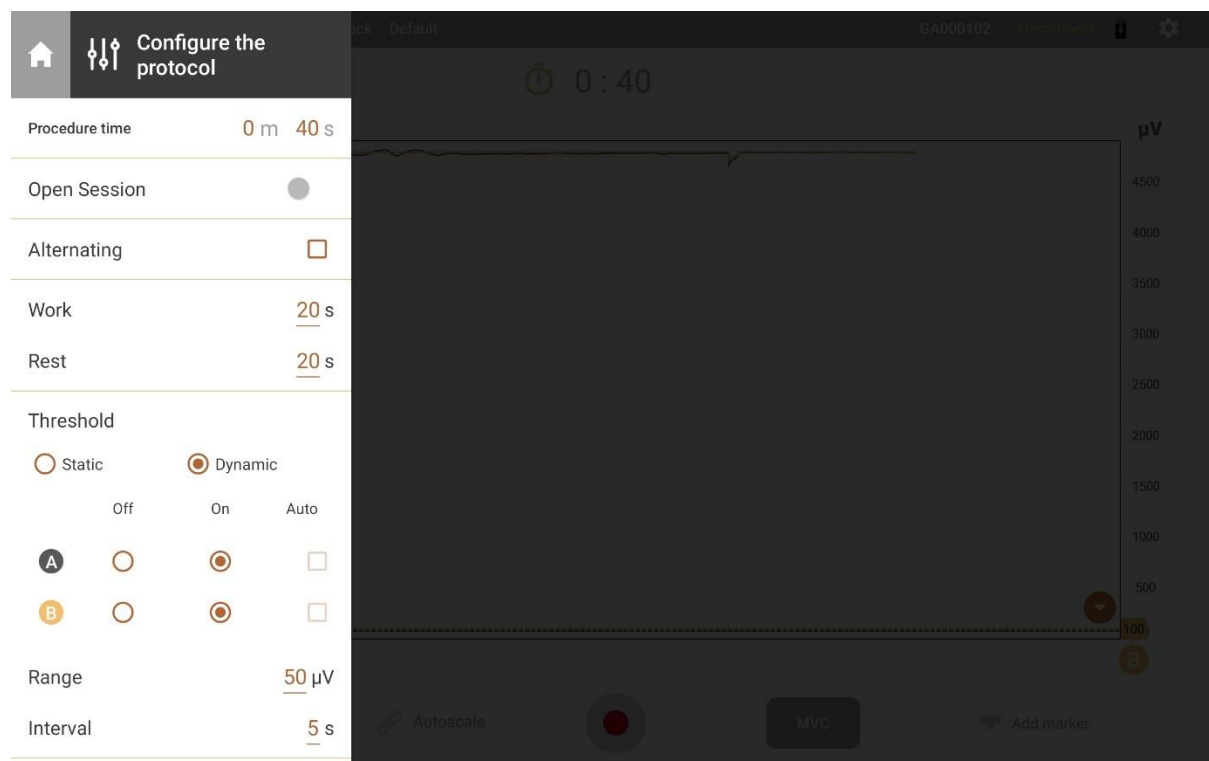 Configure the
protocol
ack Default GA000102 Disconnect
0 : 40
Procedure time 0 m 40 s
µV
Open Session
4500
4000
Alternating
3500
Work 20 s
3000
Rest 20 s
2500
Threshold
2000
Static Dynamic
1500
Off On Auto
1000
A
500
B
100
B
Range 50 µV
Autoscale MVC Add marker
Interval 5 s